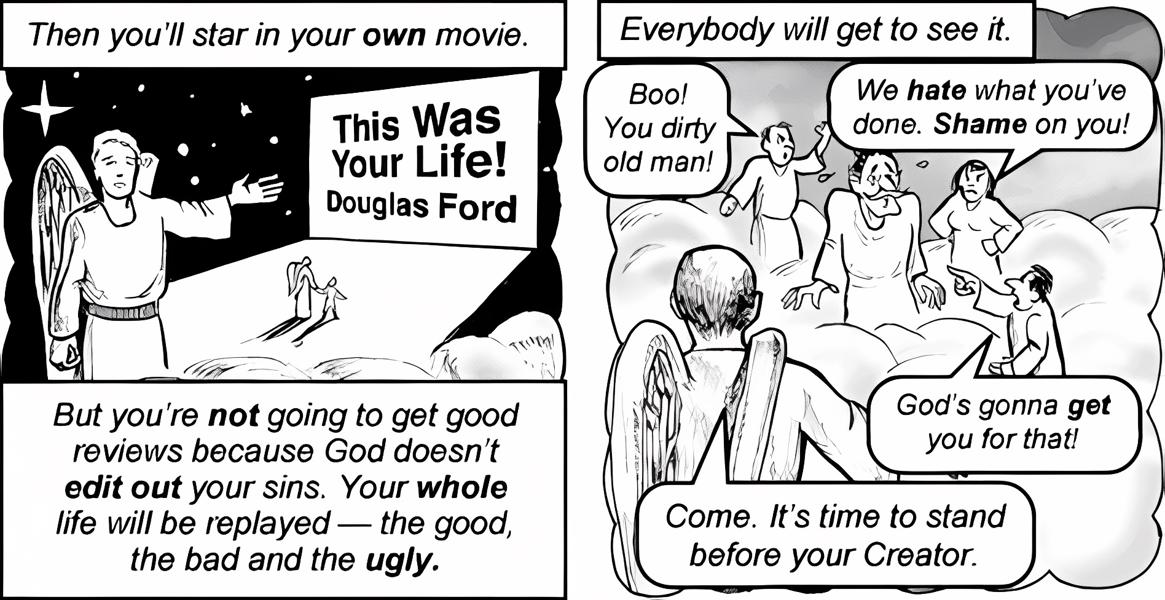 Then you'll star in your own movie.
This Was
Your Life!
Douglas Ford
But you're not going to get good
reviews because God doesn't
edit out your sins. Your whole
life will be replayed — the good,
the bad and the ugly.
Everybody will get to see it.
Boo!
You dirty
old man!
We hate what you've
done. Shame on you!
God's gonna get
you for that!
Come. It's time to stand
before your Creator.